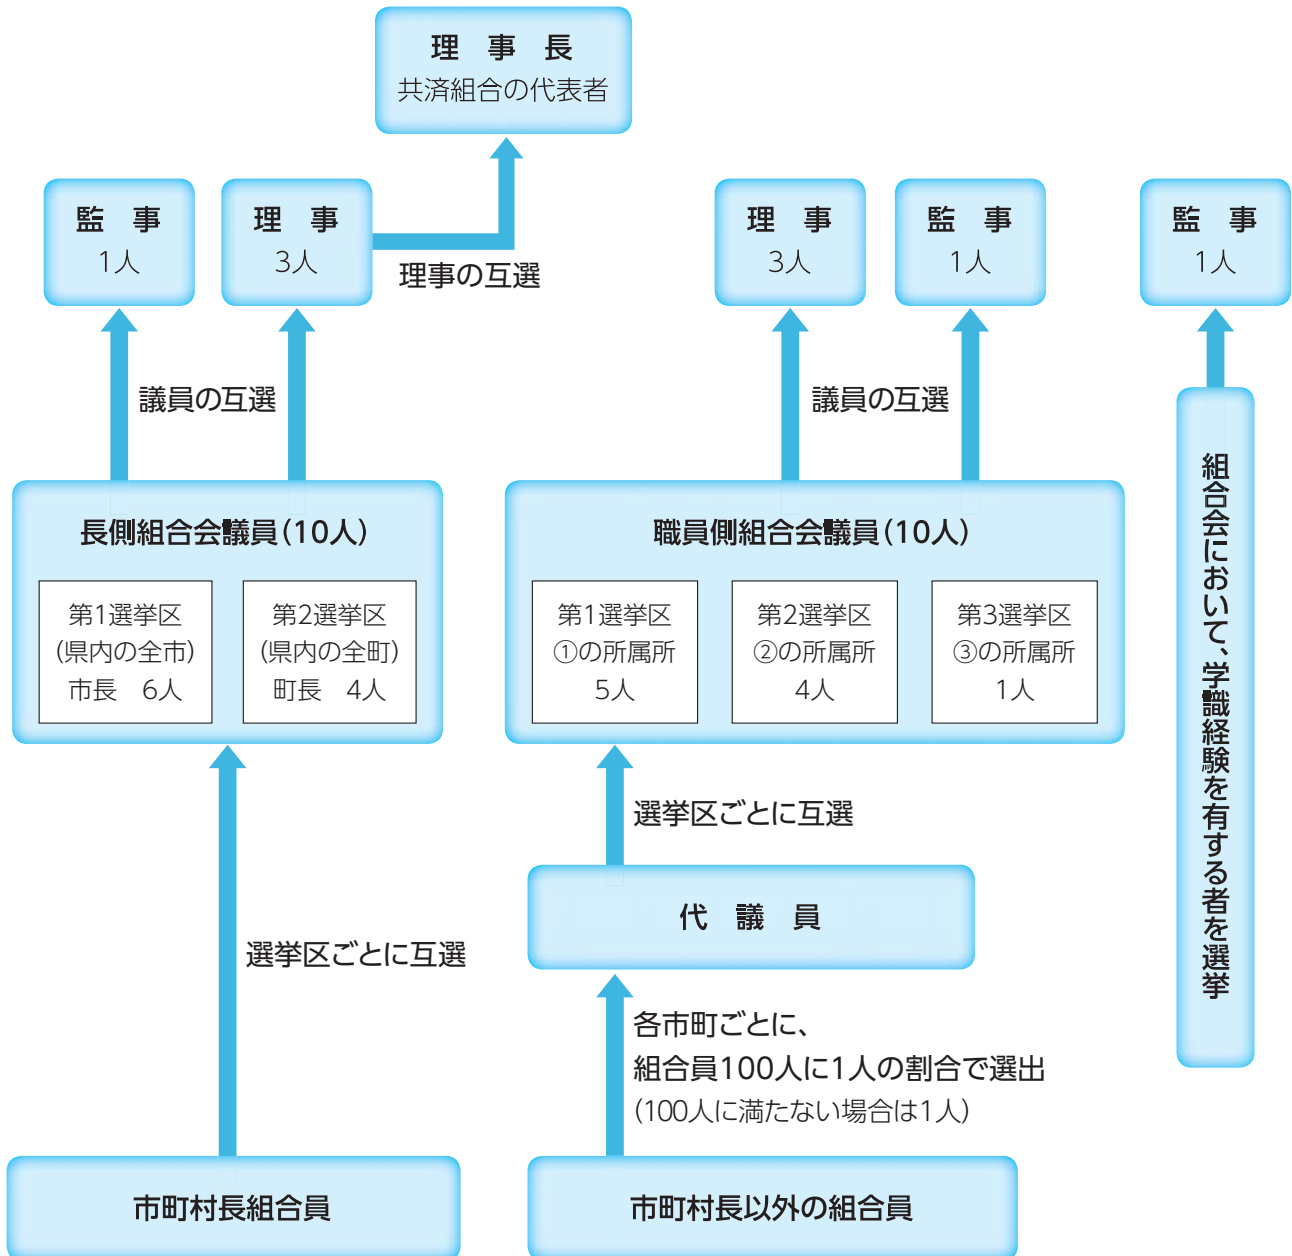 理　事　長
共済組合の代表者
監　事
1人
理　事
3人
理事の互選
理　事
3人
監　事
1人
監　事
1人
議員の互選
議員の互選
長側組合会議員（10人）
第1選挙区
（県内の全市）
市長　6人
第2選挙区
（県内の全町）
町長　4人
職員側組合会議員（10人）
第1選挙区
①の所属所
5人
第2選挙区
②の所属所
4人
第3選挙区
③の所属所
1人
組合会において、学識経験を有する者を選挙
選挙区ごとに互選
代　議　員
選挙区ごとに互選
各市町ごとに、
組合員100人に1人の割合で選出
（100人に満たない場合は1人）
市町村長組合員
市町村長以外の組合員